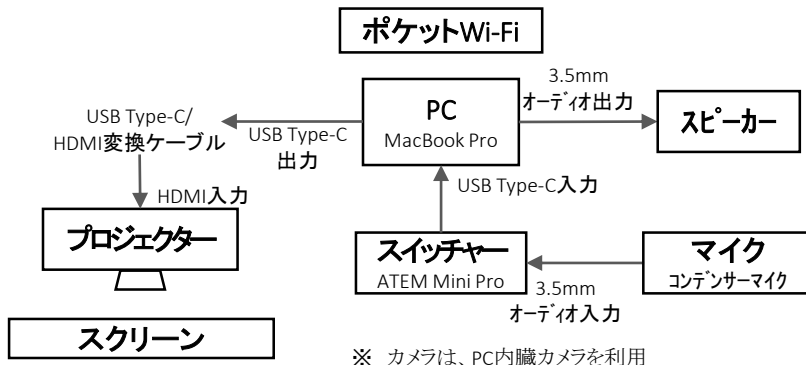 ポケットWi-Fi
3.5mm
オーディオ出力
PC
MacBook Pro
スピーカー
USB Type-C/
HDMI変換ケーブル
USB Type-C
出力
USB Type-C入力
HDMI入力
プロジェクター
スイッチャー
ATEM Mini Pro
マイク
コンデンサーマイク
3.5mm
オーディオ入力
スクリーン
※ カメラは、PC内臓カメラを利用